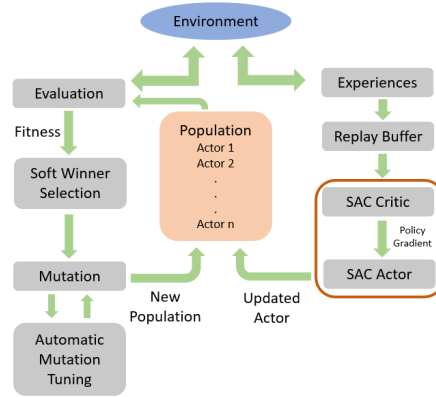 Environment
Evaluation
Experiences
Fitness
Population
Actor 1
Actor 2
.
.
.
Actor n
Replay Buffer
Soft Winner
Selection
SAC Critic
Policy
Gradient
Mutation
SAC Actor
New
Population
Updated
Actor
Automatic
Mutation
Tuning